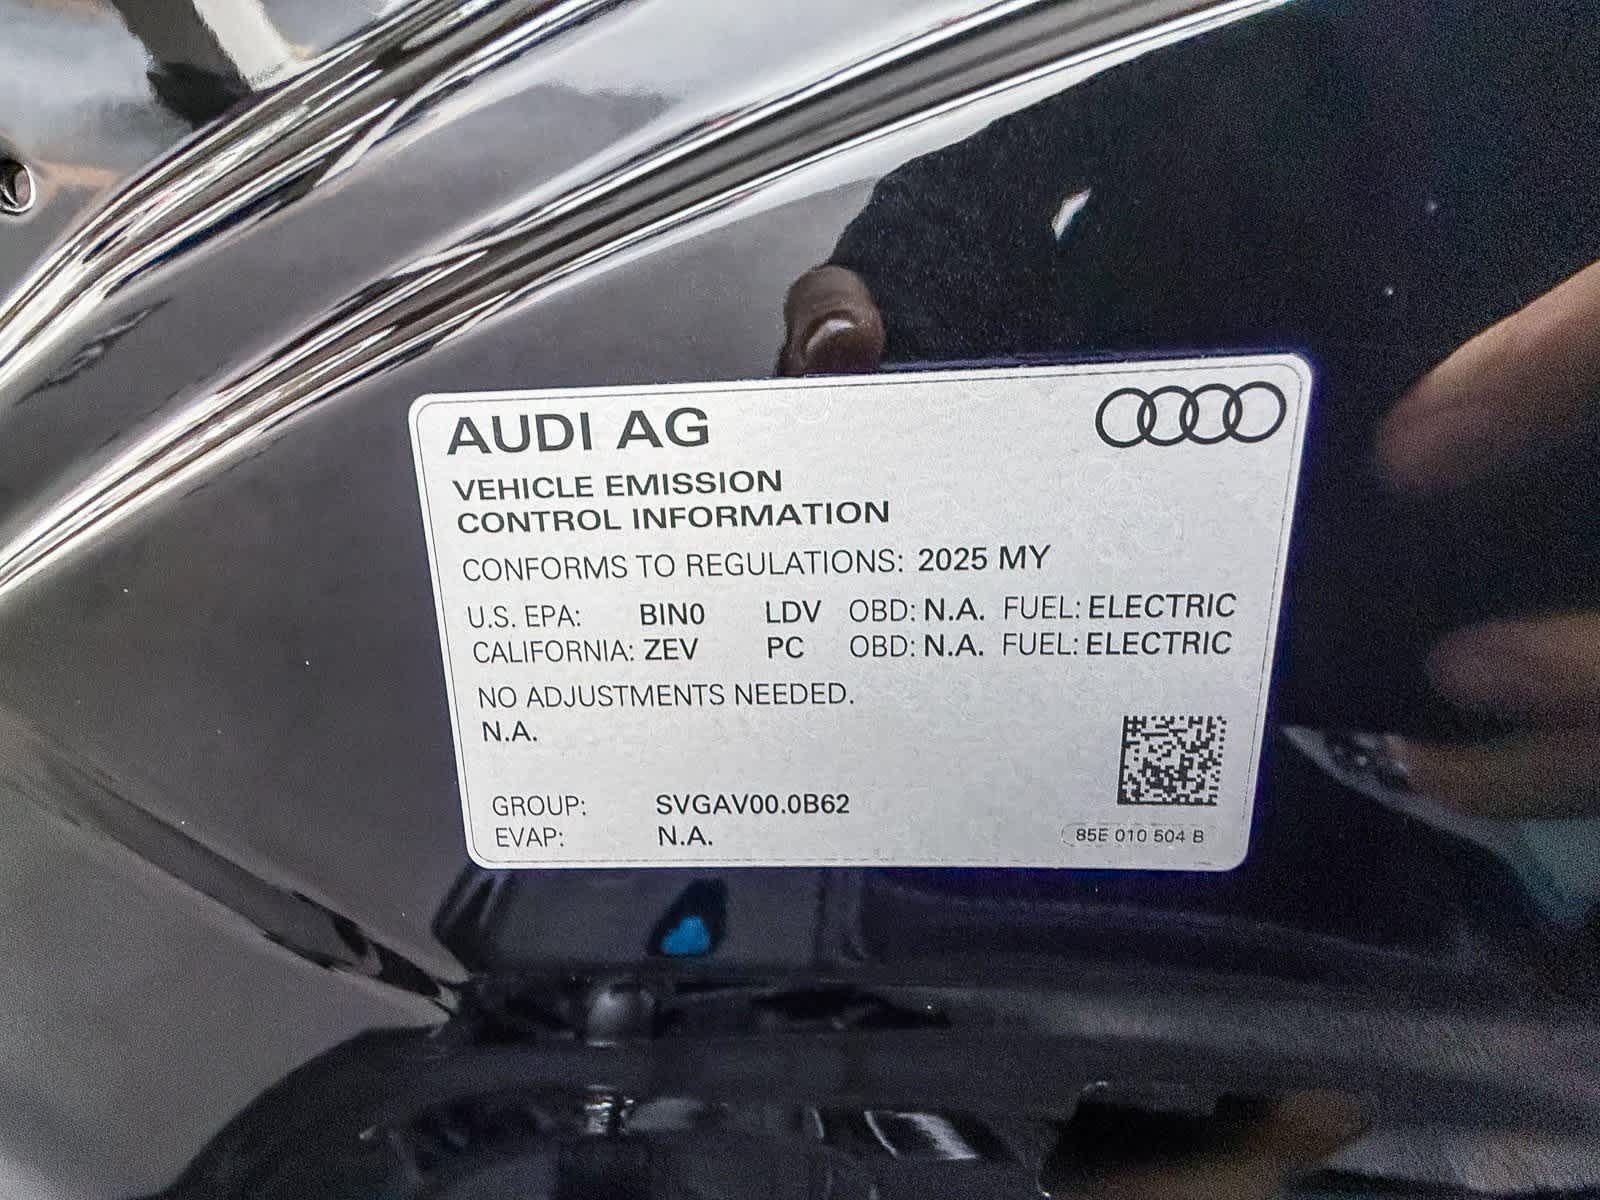 AUDI AG
VEHICLE EMISSION
CONTROL INFORMATION
CONFORMS TO REGULATIONS: 2025 MY
U.S. EPA: BIN0 LDV OBD: N.A. FUEL: ELECTRIC
CALIFORNIA: ZEV PC OBD: N.A. FUEL: ELECTRIC
NO ADJUSTMENTS NEEDED.
N.A.
GROUP: SVGAV00.0B62
EVAP: N.A.
85E 010 504 B